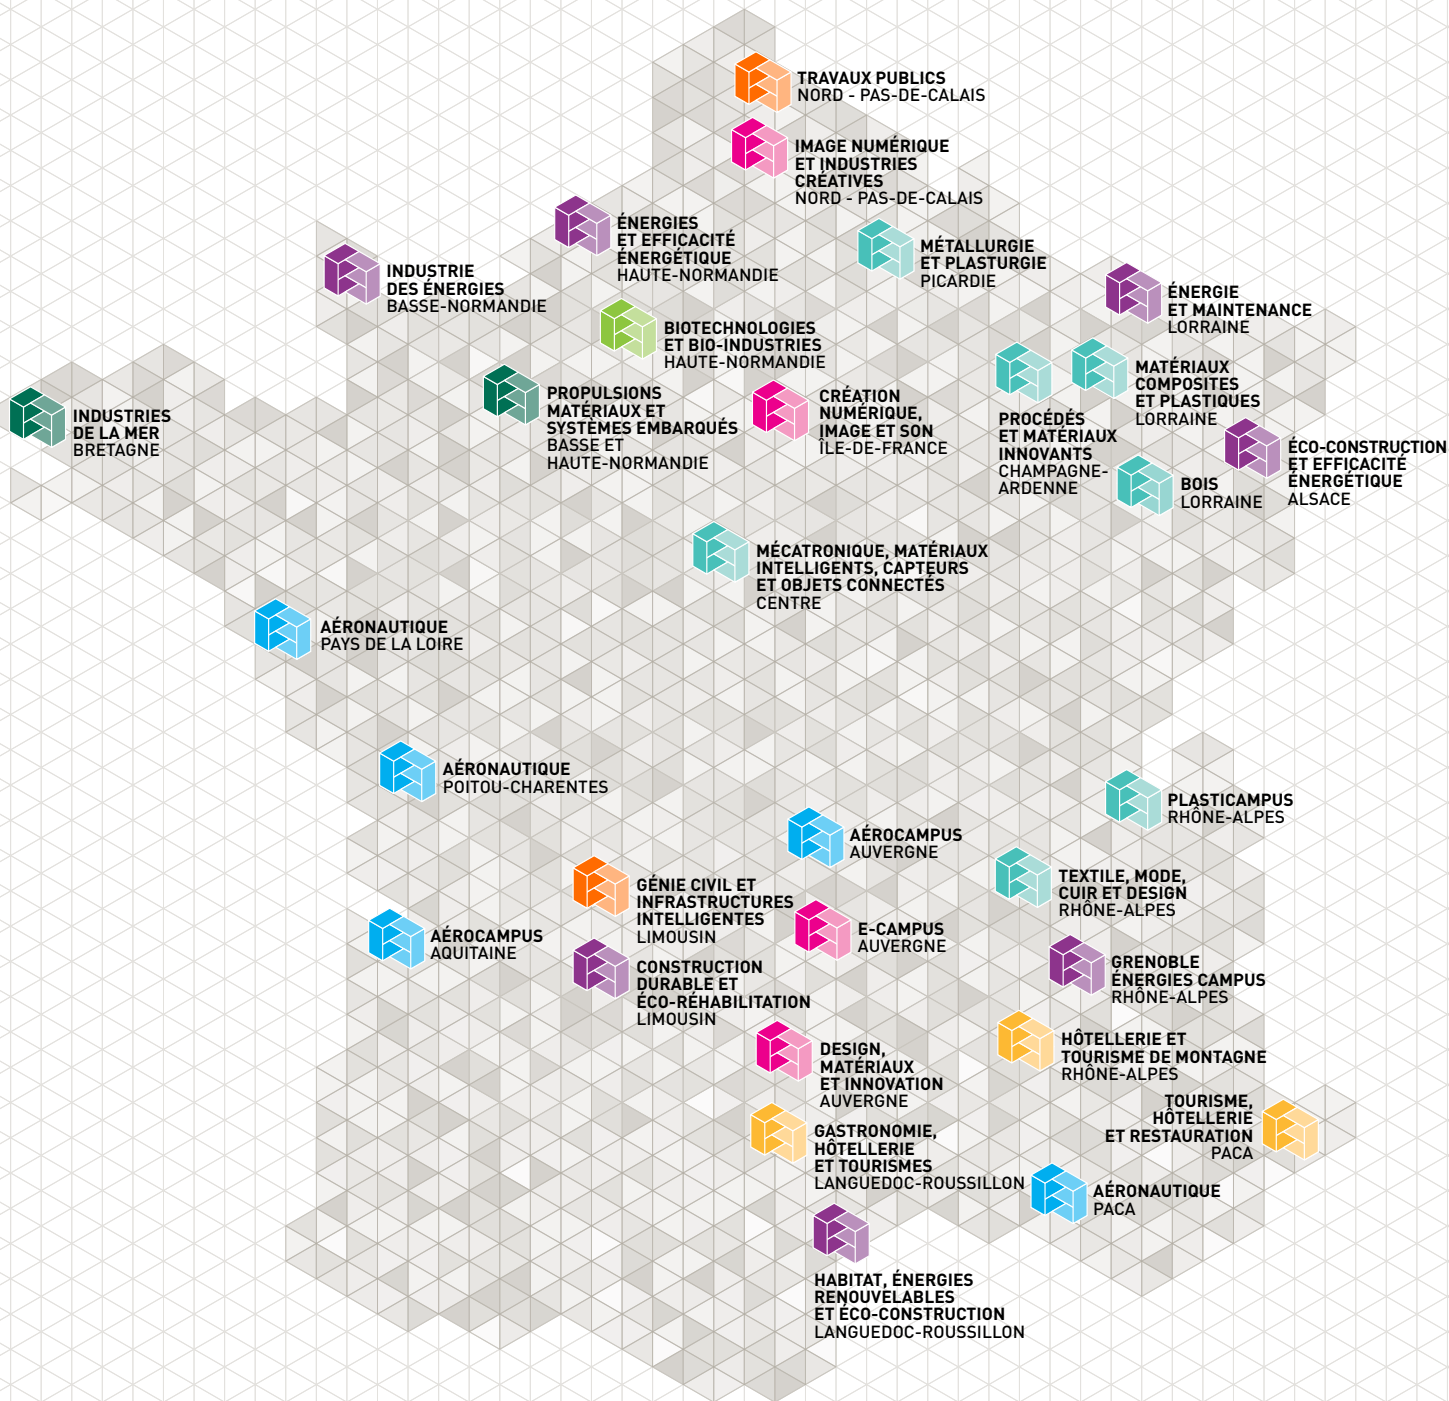 TRAVAUX PUBLICS
NORD - PAS-DE-CALAIS
IMAGE NUMÉRIQUE
ET INDUSTRIES
CRÉATIVES
NORD - PAS-DE-CALAIS
ÉNERGIES
ET EFFICACITÉ
ÉNERGÉTIQUE
HAUTE-NORMANDIE
MÉTALLURGIE
ET PLASTURGIE
PICARDIE
INDUSTRIE
DES ÉNERGIES
BASSE-NORMANDIE
ÉNERGIE
ET MAINTENANCE
LORRAINE
BIOTECHNOLOGIES
ET BIO-INDUSTRIES
HAUTE-NORMANDIE
MATÉRIAUX
COMPOSITES
ET PLASTIQUES
LORRAINE
PROPULSIONS
MATÉRIAUX ET
SYSTÈMES EMBARQUÉS
BASSE ET
HAUTE-NORMANDIE
CRÉATION
NUMÉRIQUE,
IMAGE ET SON
ÎLE-DE-FRANCE
INDUSTRIES
DE LA MER
BRETAGNE
PROCÉDÉS
ET MATÉRIAUX
INNOVANTS
CHAMPAGNE-
ARDENNE
ÉCO-CONSTRUCTION
ET EFFICACITÉ
ÉNERGÉTIQUE
ALSACE
BOIS
LORRAINE
MÉCATRONIQUE, MATÉRIAUX
INTELLIGENTS, CAPTEURS
ET OBJETS CONNECTÉS
CENTRE
AÉRONAUTIQUE
PAYS DE LA LOIRE
AÉRONAUTIQUE
POITOU-CHARENTES
PLASTICAMPUS
RHÔNE-ALPES
AÉROCAMPUS
AUVERGNE
TEXTILE, MODE,
CUIR ET DESIGN
RHÔNE-ALPES
GÉNIE CIVIL ET
INFRASTRUCTURES
INTELLIGENTES
LIMOUSIN
E-CAMPUS
AUVERGNE
AÉROCAMPUS
AQUITAINE
CONSTRUCTION
DURABLE ET
ÉCO-RÉHABILITATION
LIMOUSIN
GRENOBLE
ÉNERGIES CAMPUS
RHÔNE-ALPES
HÔTELLERIE ET
TOURISME DE MONTAGNE
RHÔNE-ALPES
DESIGN,
MATÉRIAUX
ET INNOVATION
AUVERGNE
TOURISME,
HÔTELLERIE
ET RESTAURATION
PACA
GASTRONOMIE,
HÔTELLERIE
ET TOURISMES
LANGUEDOC-ROUSSILLON
AÉRONAUTIQUE
PACA
HABITAT, ÉNERGIES
RENOUVELABLES
ET ÉCO-CONSTRUCTION
LANGUEDOC-ROUSSILLON